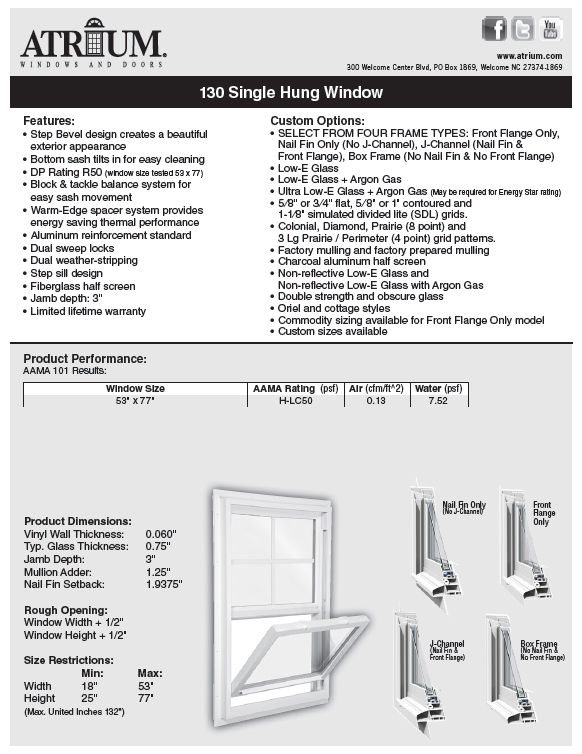 ATRIUM®
WINDOWS AND DOORS
You
Tube
www.atrium.com
300 Welcome Center Blvd, PO Box 1869, Welcome NC 27374-1869
130 Single Hung Window
Features:
• Step Bevel design creates a beautiful
exterior appearance
• Bottom sash tilts in for easy cleaning
• DP Rating R50 (window size tested 53 x 77)
• Block & tackle balance system for
easy sash movement
• Warm-Edge spacer system provides
energy saving thermal performance
• Aluminum reinforcement standard
• Dual sweep locks
• Dual weather-stripping
• Step sill design
• Fiberglass half screen
• Jamb depth: 3"
• Limited lifetime warranty
Custom Options:
• SELECT FROM FOUR FRAME TYPES: Front Flange Only,
Nail Fin Only (No J-Channel), J-Channel (Nail Fin &
Front Flange), Box Frame (No Nail Fin & No Front Flange)
• Low-E Glass
• Low-E Glass + Argon Gas
• Ultra Low-E Glass + Argon Gas (May be required for Energy Star rating)
• 5/8" or 3/4" flat, 5/8" or 1" contoured and
1-1/8" simulated divided lite (SDL) grids.
• Colonial, Diamond, Prairie (8 point) and
3 Lg Prairie / Perimeter (4 point) grid patterns.
• Factory mulling and factory prepared mulling
• Charcoal aluminum half screen
• Non-reflective Low-E Glass and
Non-reflective Low-E Glass with Argon Gas
• Double strength and obscure glass
• Oriel and cottage styles
• Commodity sizing available for Front Flange Only model
• Custom sizes available
Product Performance:
AAMA 101 Results:
Window Size AAMA Rating (psf) Air (cfm/ft^2) Water (psf)
53" x 77" H-LC50 0.13 7.52
Product Dimensions:
Vinyl Wall Thickness: 0.060"
Typ. Glass Thickness: 0.75"
Jamb Depth: 3"
Mullion Adder: 1.25"
Nail Fin Setback: 1.9375"
Rough Opening:
Window Width + 1/2"
Window Height + 1/2"
Size Restrictions:
Min: Max:
Width 18" 53"
Height 25" 77"
(Max. United Inches 132")
Nail Fin Only
(No J-Channel)
Front
Flange
Only
J-Channel
(Nail Fin &
Front Flange)
Box Frame
(No Nail Fin &
No Front Flange)